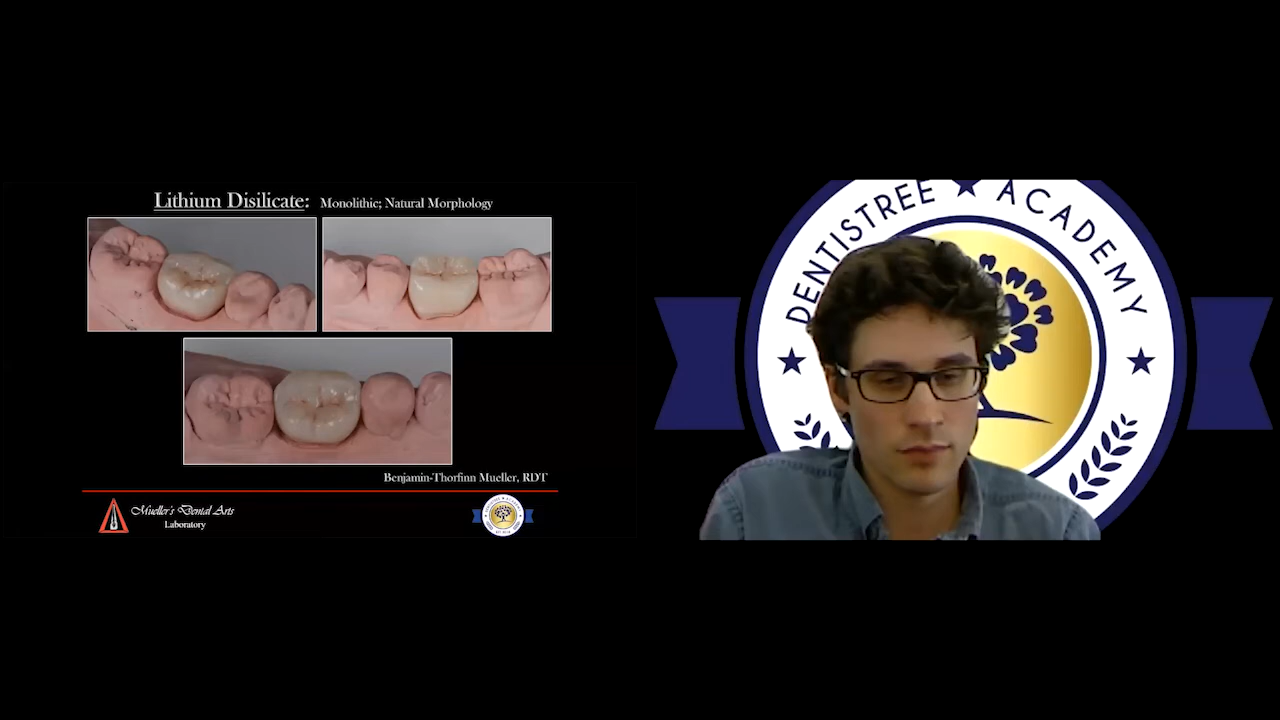 Lithium Disilicate: Monolithic; Natural Morphology
Benjamin-Thorfinn Mueller, RDT
Mueller's Dental Arts
Laboratory
DENTISTREE ACADEMY